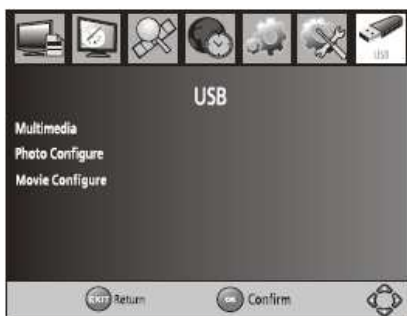 USB
USB
Multimedia
Photo Configure
Movie Configure
EXIT Return OK Confirm